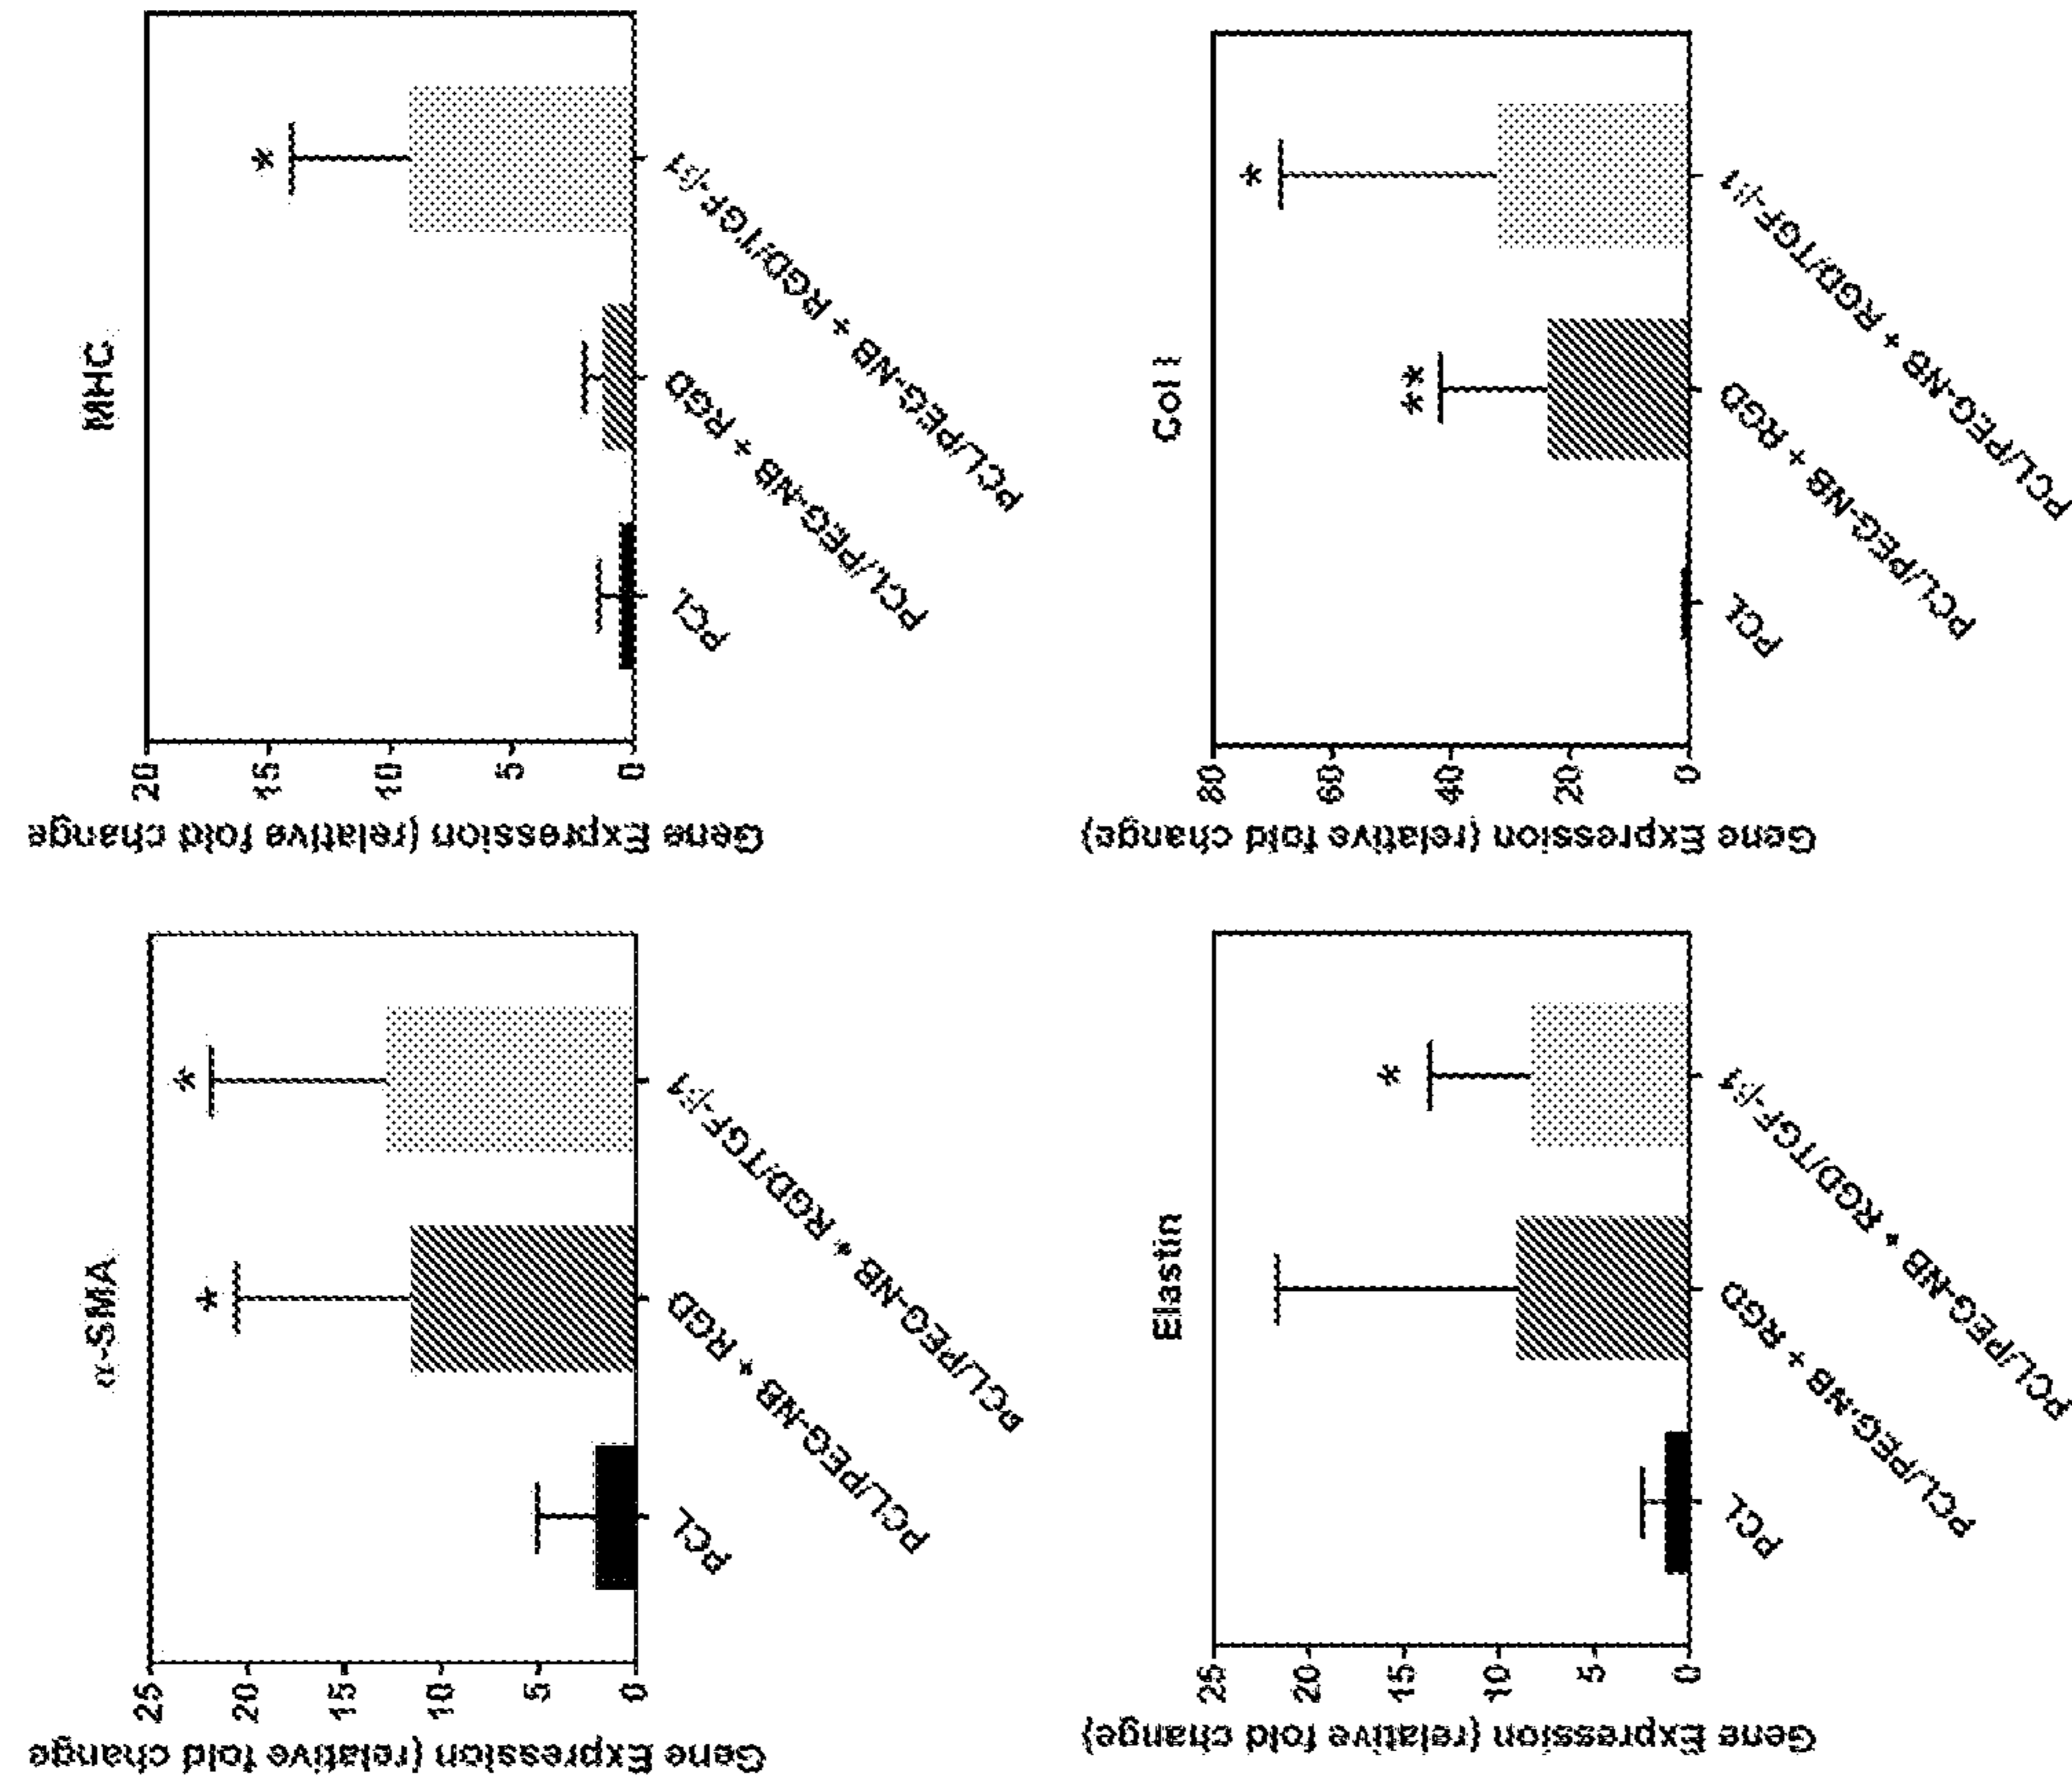 α-SMA
Gene Expression (relative fold change
25
20
15
10
5
0
PCL
PCL/PEG-NB + RGD
PCL/PEG-NB + RGD/TGF-β1
MHC
Gene Expression (relative fold change
20
15
10
5
0
PCL
PCL/PEG-NB + RGD
PCL/PEG-NB + RGD/TGF-β1
Elastin
Gene Expression (relative fold change)
25
20
15
10
5
0
PCL
PCL/PEG-NB + RGD
PCL/PEG-NB + RGD/TGF-β1
Col I
Gene Expression (relative fold change)
80
60
40
20
0
PCL
PCL/PEG-NB + RGD
PCL/PEG-NB + RGD/TGF-β1
*
*
*
*
**
*